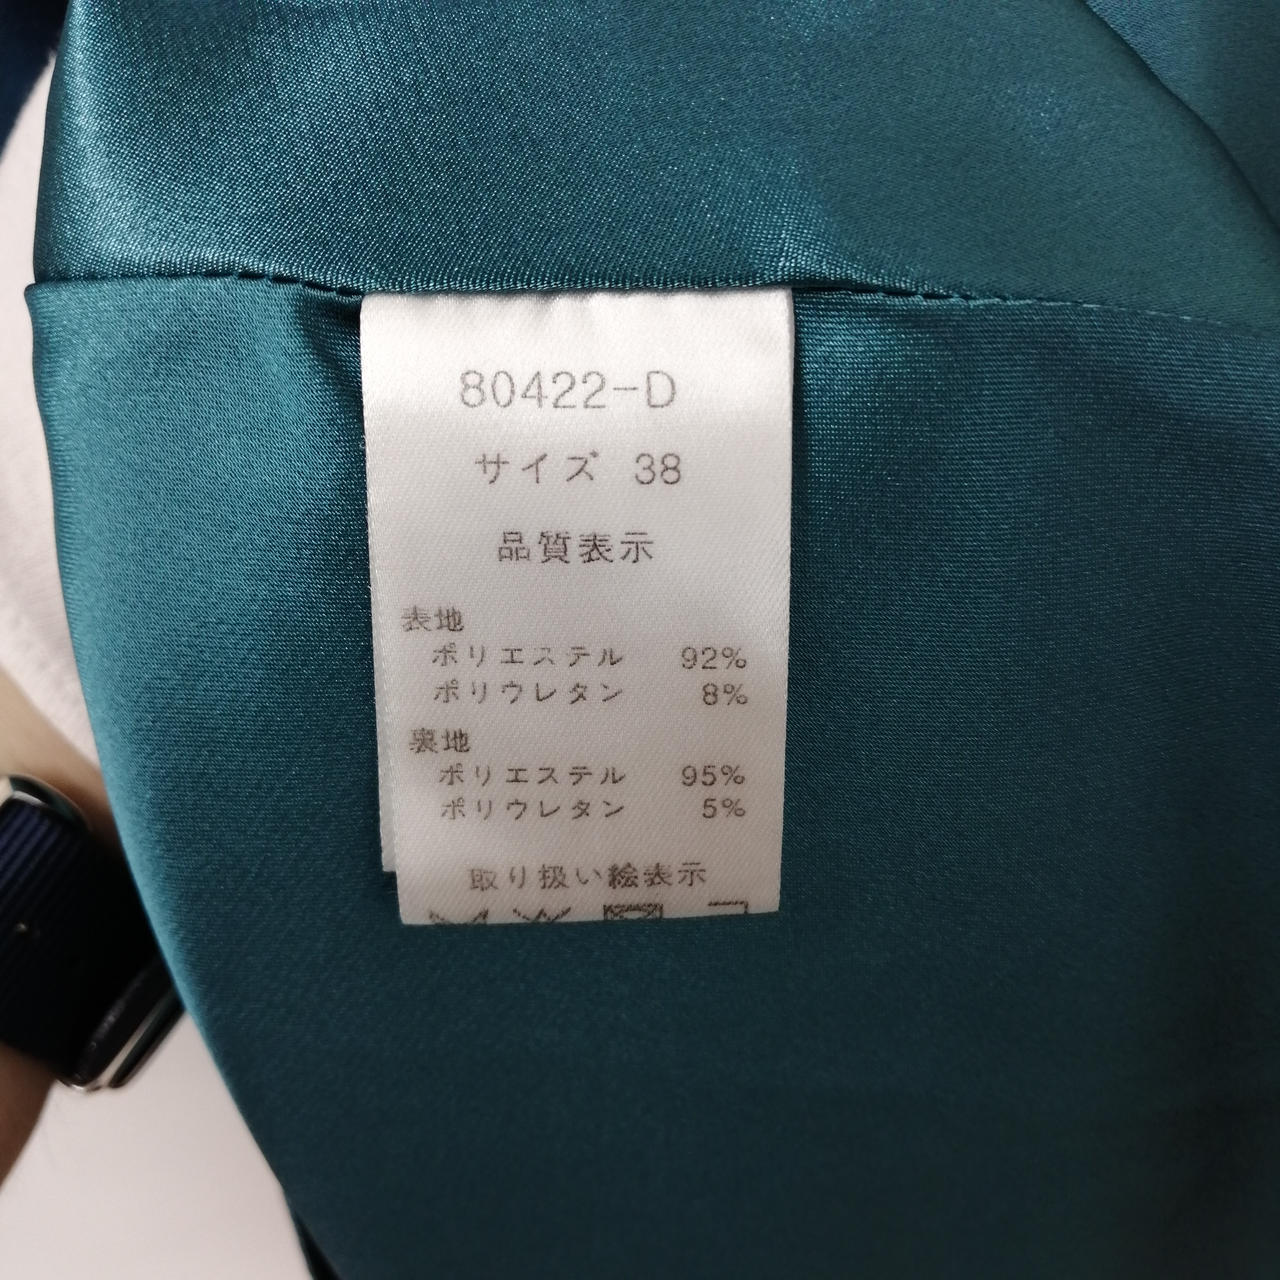 80422-D
サイズ 38
品質表示
表地
ポリエステル 92%
ポリウレタン 8%
裏地
ポリエステル 95%
ポリウレタン 5%
取り扱い絵表示